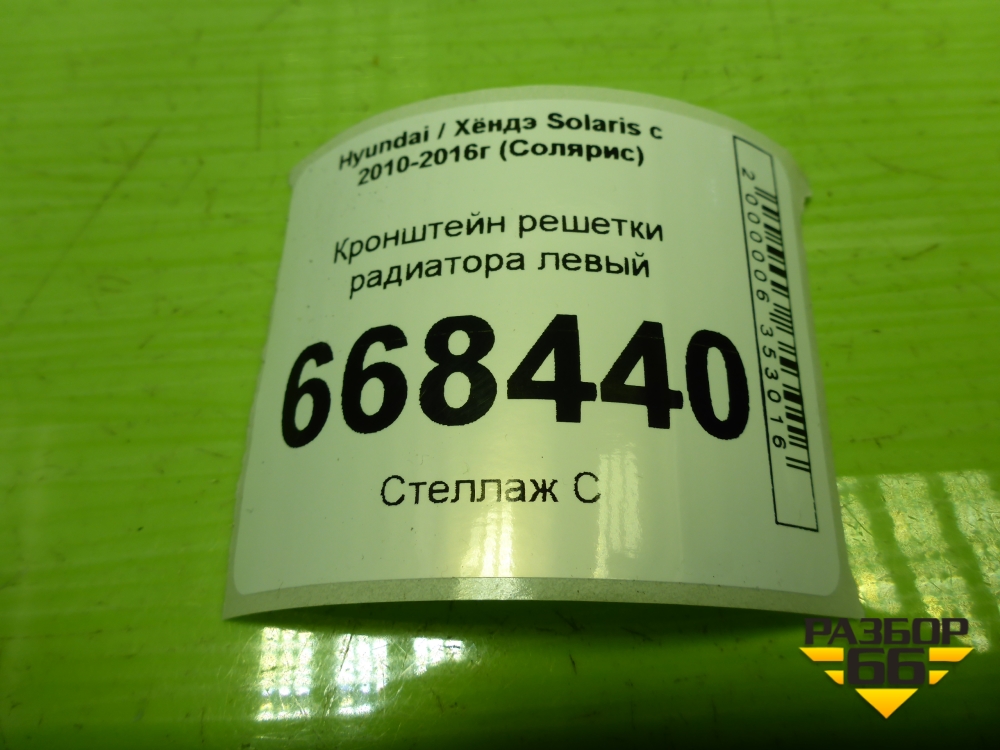 Hyundai / Хёндэ Solaris с
2010-2016г (Солярис)
Кронштейн решетки
радиатора левый
668440
Стеллаж С
2000006353016
РАЗБОР
66